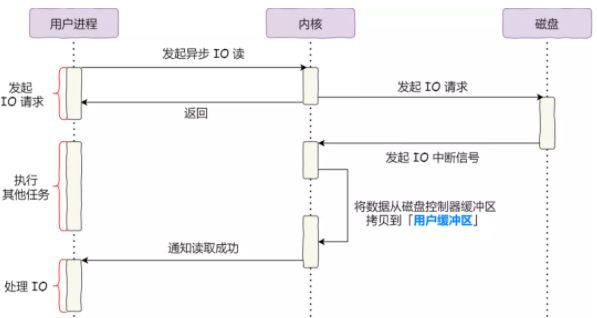 用户进程
内核
磁盘
发起异步 IO 读
发起
IO 请求
发起 IO 请求
返回
发起 IO 中断信号
执行
其他任务
将数据从磁盘控制器缓冲区
拷贝到「用户缓冲区」
通知读取成功
处理 IO